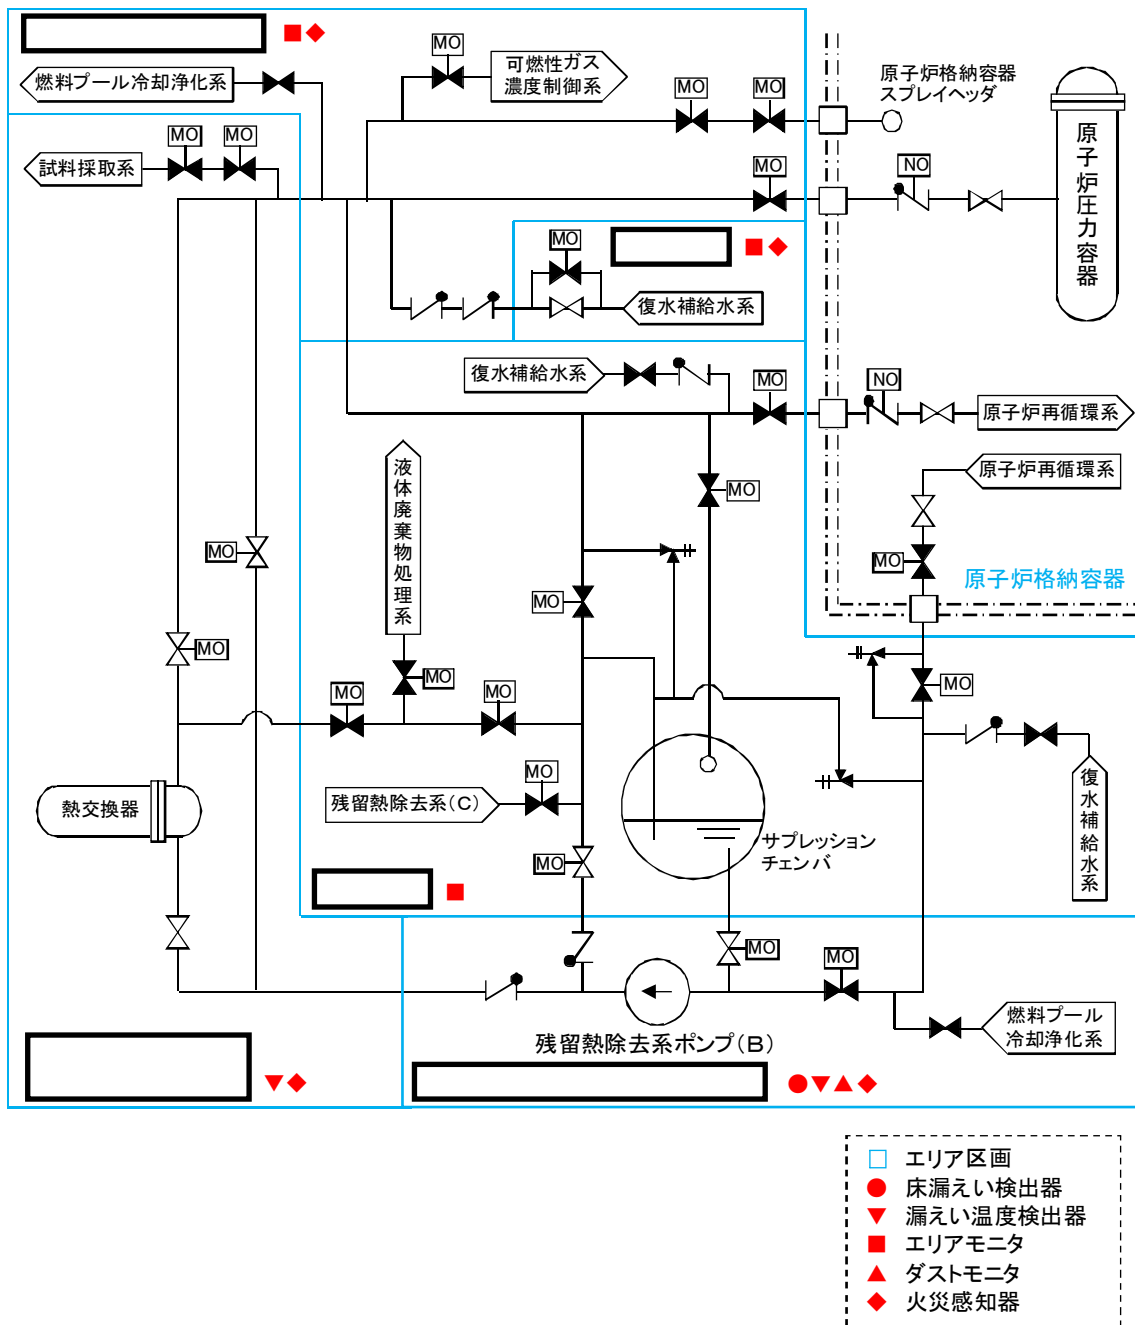 MO
可燃性ガス
濃度制御系
燃料プール冷却浄化系
原子炉格納容器
スプレイヘッダ
MO
MO
原子炉圧力容器
MO
MO
試料採取系
MO
NO
MO
復水補給水系
復水補給水系
MO
NO
原子炉再循環系
原子炉再循環系
液体廃棄物処理系
MO
MO
MO
原子炉格納容器
MO
MO
MO
MO
MO
MO
熱交換器
MO
残留熱除去系(C)
サプレッション
チェンバ
復水補給水系
MO
MO
MO
燃料プール
冷却浄化系
残留熱除去系ポンプ(B)
エリア区画
床漏えい検出器
漏えい温度検出器
エリアモニタ
ダストモニタ
火災感知器